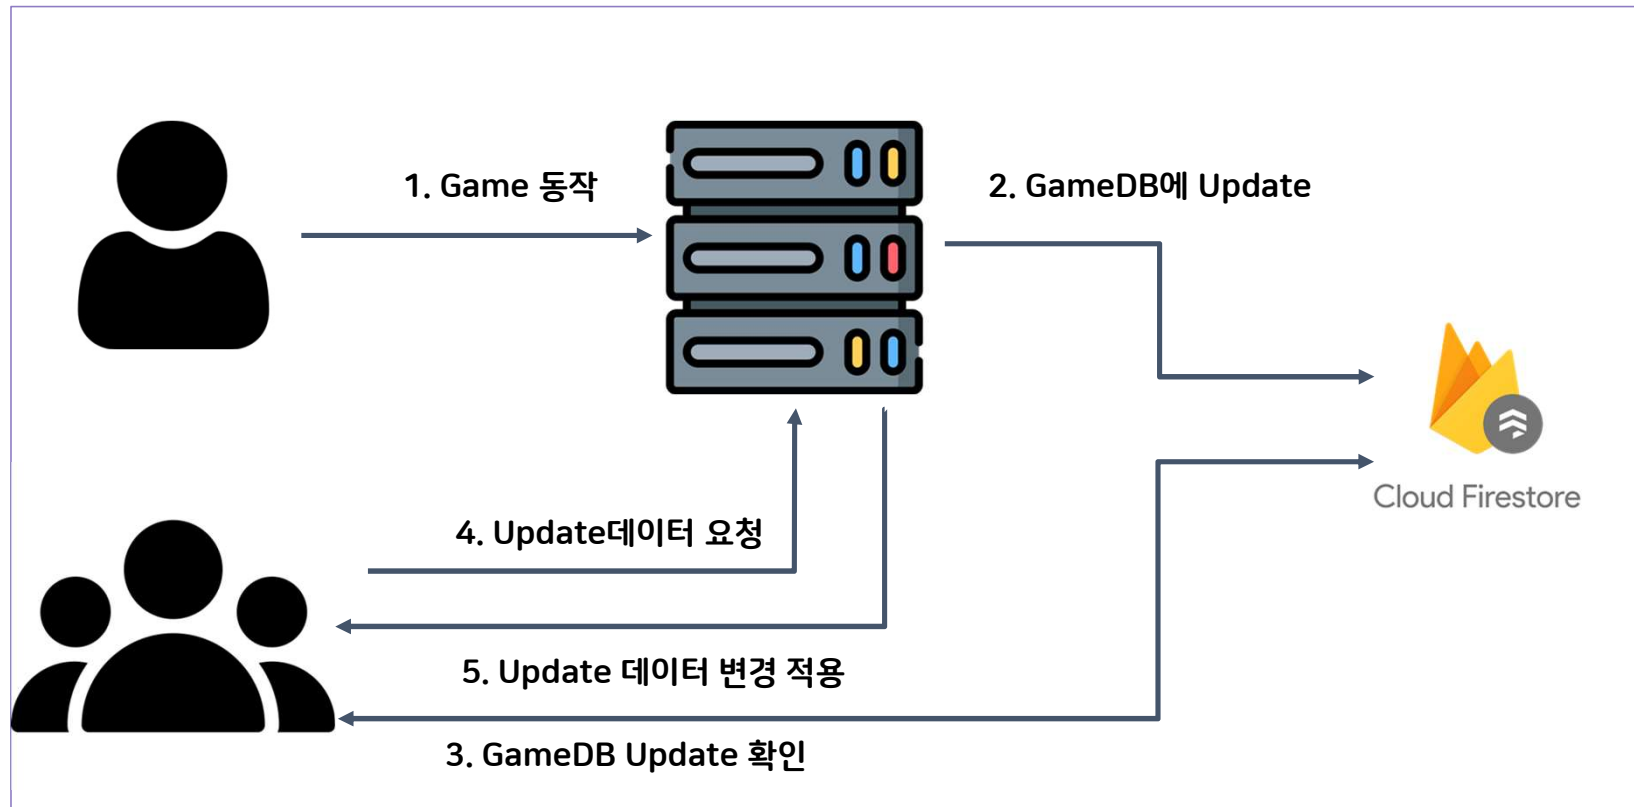 1. Game 동작
2. GameDB에 Update
Cloud Firestore
4. Update데이터 요청
5. Update 데이터 변경 적용
3. GameDB Update 확인